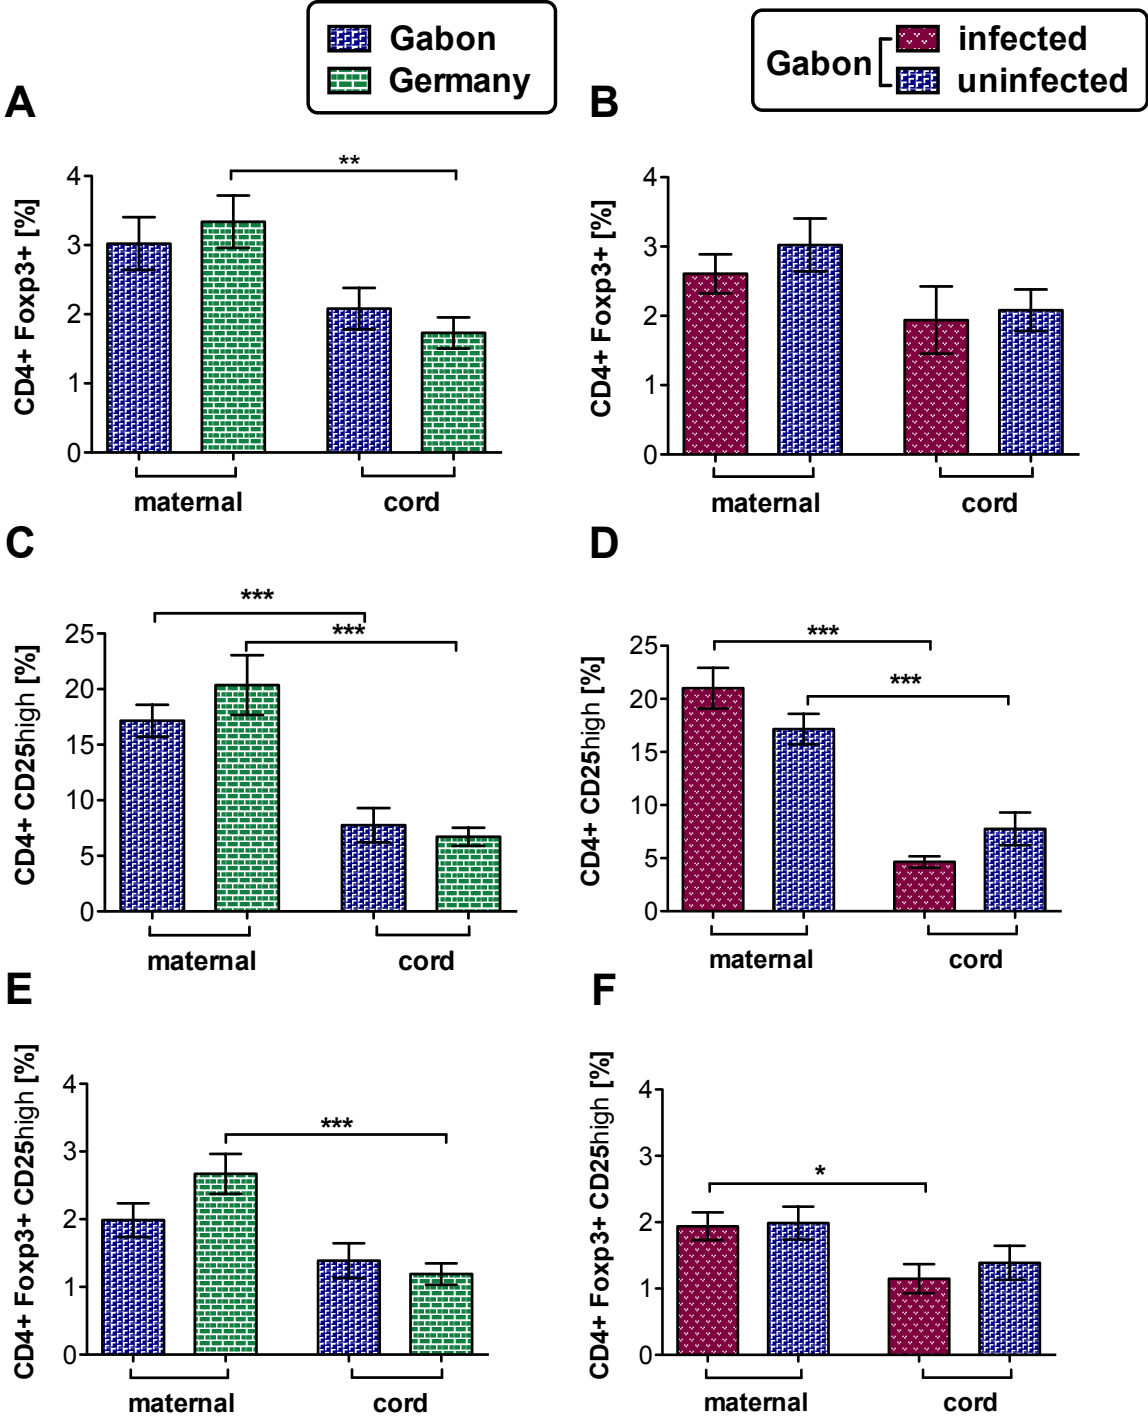 Gabon
Germany
Gabon
infected
uninfected
A
**
CD4+ Foxp3+ [%]
4
3
2
1
0
maternal
cord
B
CD4+ Foxp3+ [%]
4
3
2
1
0
maternal
cord
C
***
***
CD4+ CD25high [%]
25
20
15
10
5
0
maternal
cord
D
***
***
CD4+ CD25high [%]
25
20
15
10
5
0
maternal
cord
E
***
CD4+ Foxp3+ CD25high [%]
4
3
2
1
0
maternal
cord
F
*
CD4+ Foxp3+ CD25high [%]
4
3
2
1
0
maternal
cord